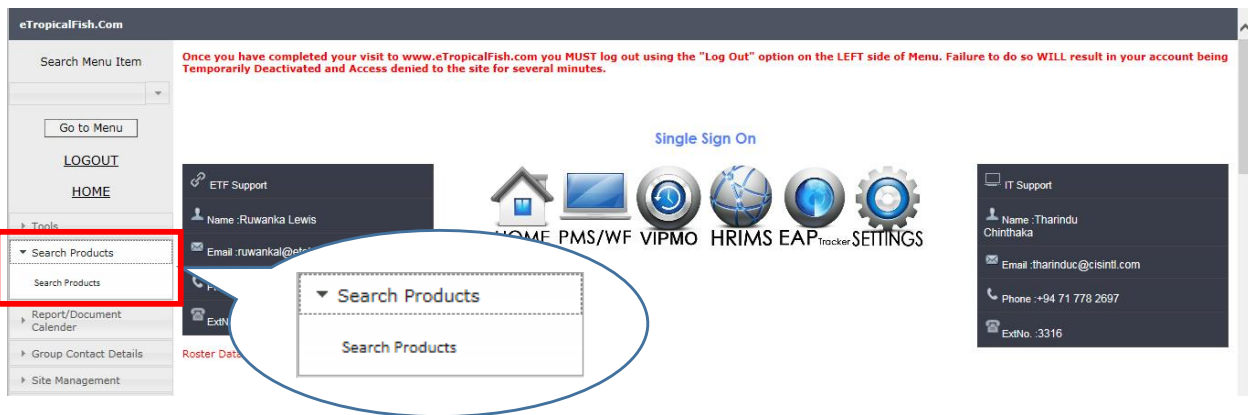 eTropicalFish.Com
Search Menu Item
Once you have completed your visit to www.eTropicalFish.com you MUST log out using the "Log Out" option on the LEFT side of Menu. Failure to do so WILL result in your account being
Temporarily Deactivated and Access denied to the site for several minutes.
Go to Menu
LOGOUT
HOME
Tools
Search Products
Search Products
Report/Document
Calender
Group Contact Details
Site Management
Single Sign On
ETF Support
Name :Ruwanka Lewis
Email :ruwankal@
ExtN
Roster Data
HOME PMS/WF VIPMO HRIMS EAP Tracker SETTINGS
Search Products
Search Products
IT Support
Name :Tharindu
Chinthaka
Email :tharinduc@cisintl.com
Phone :+94 71 778 2697
ExtNo. :3316